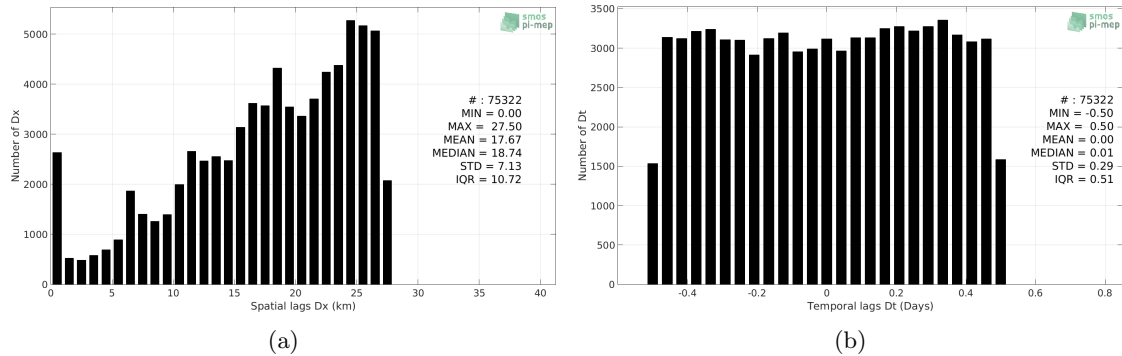 smos
pi-mep
Number of Dx
5000
4000
3000
2000
1000
0
# : 75322
MIN = 0.00
MAX = 27.50
MEAN = 17.67
MEDIAN = 18.74
STD = 7.13
IQR = 10.72
0 5 10 15 20 25 30 35 40
Spatial lags Dx (km)
(a)
smos
pi-mep
Number of Dt
3500
3000
2500
2000
1500
1000
500
0
# : 75322
MIN = -0.50
MAX = 0.50
MEAN = 0.00
MEDIAN = 0.01
STD = 0.29
IQR = 0.51
-0.4 -0.2 0 0.2 0.4 0.6 0.8
Temporal lags Dt (Days)
(b)